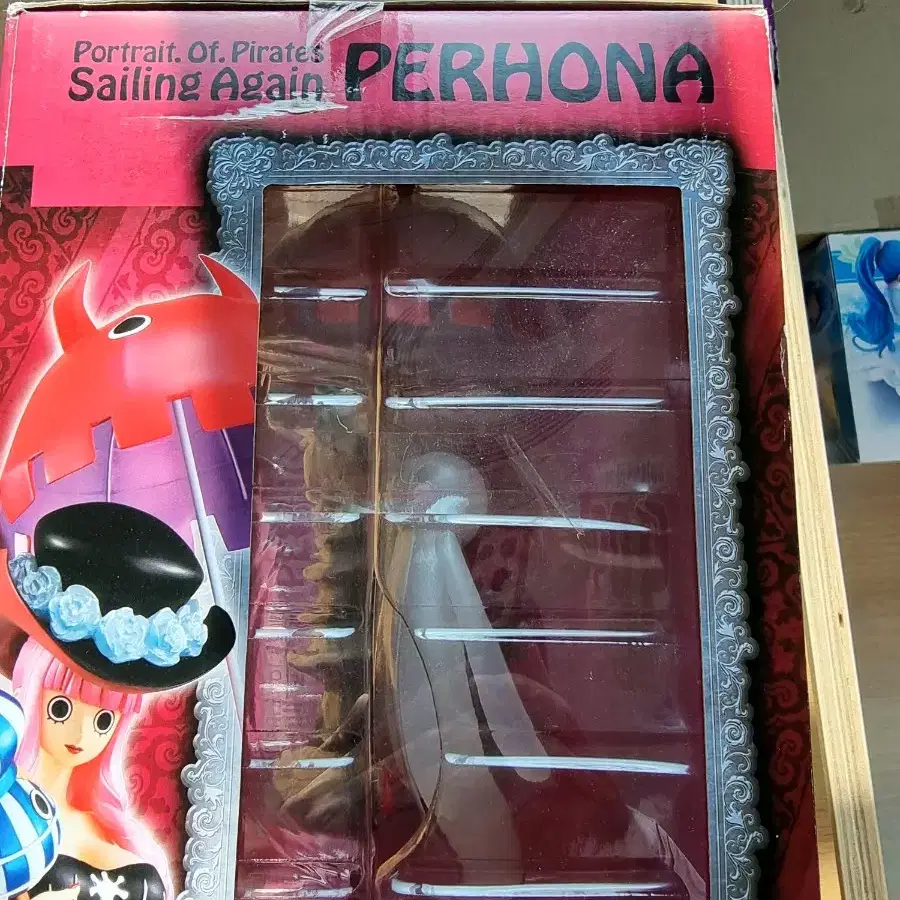 Portrait. Of. Pirates
Sailing Again
PERHONA